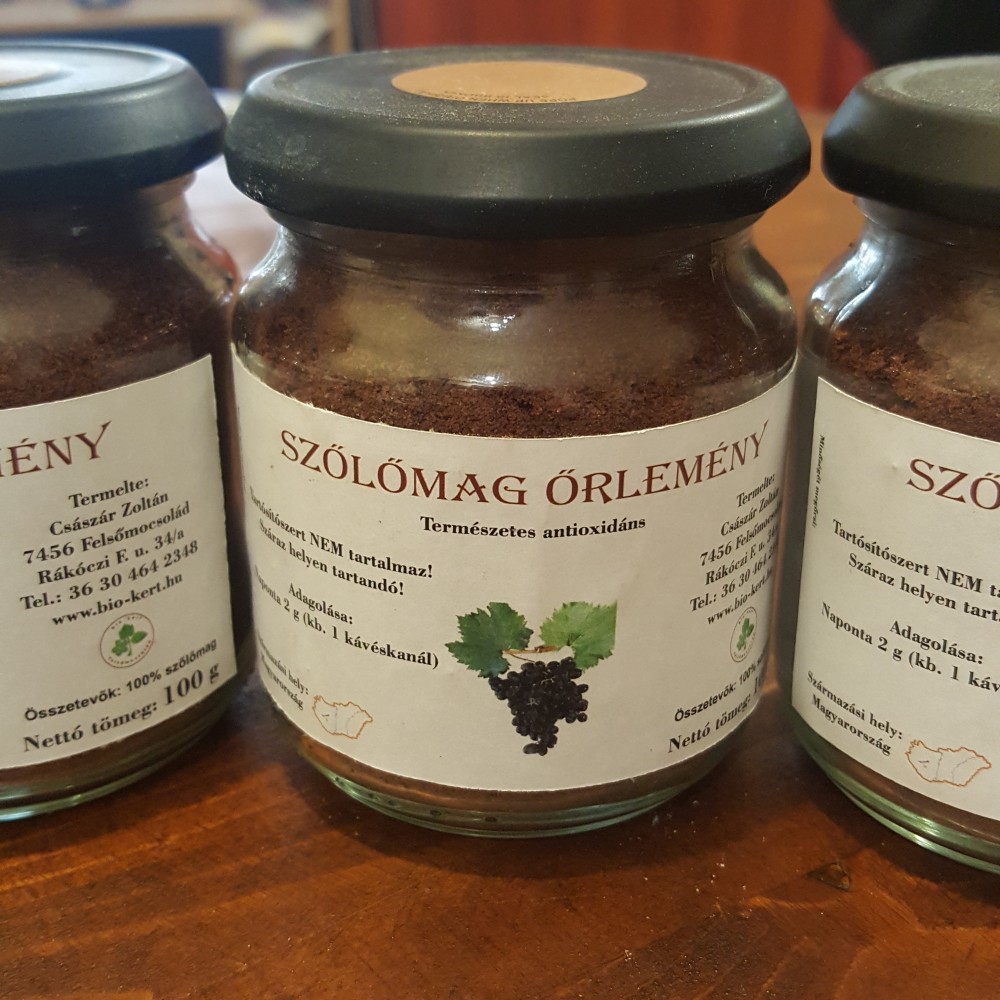 MÉNY
Termelte:
Császár Zoltán
7456 Felsőmocsolád
Rákóczi F. u. 34/a
Tel.: 36 30 464 2348
www.bio-kert.hu
Összetevők: 100% szőlőmag
Nettó tömeg: 100 g
SZŐLŐMAG ŐRLEMÉNY
Természetes antioxidáns
Tartósítószert NEM tartalmaz!
Száraz helyen tartandó!
Adagolása:
Naponta 2 g (kb. 1 kávéskanál)
Származási hely:
Magyarország
Termelte:
Császár Zoltán
7456 Felsőmocso
Rákóczi F. u. 34/a
Tel.: 36 30 464
www.bio-kert.
Összetevők: 100%
Nettó tömeg:
SZŐ
Tartósítószert NEM ta
Száraz helyen tart
Adagolása:
Naponta 2 g (kb. 1 káv
Származási hely:
Magyarország